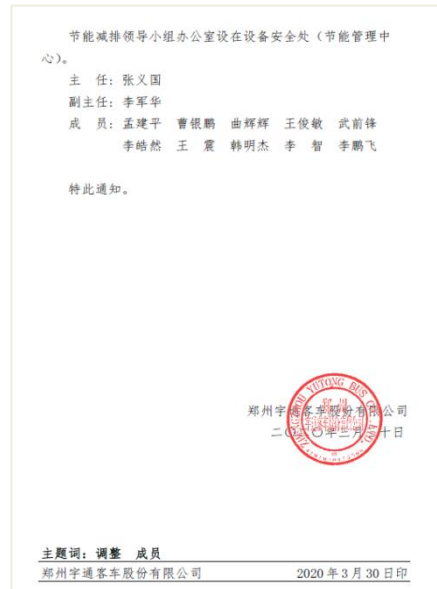 节能减排领导小组办公室设在设备安全处（节能管理中
心）。
主 任：张义国
副主任：李军华
成 员：孟建平 曹银鹏 曲辉辉 王俊敏 武前锋
李皓然 王 震 韩明杰 李 智 李鹏飞
特此通知。
郑州宇通客车股份有限公司
二〇二〇年三月三十日
ZHENGZHOU YUTONG BUS CO., LTD.
主题词：调整 成员
郑州宇通客车股份有限公司 2020年3月30日印